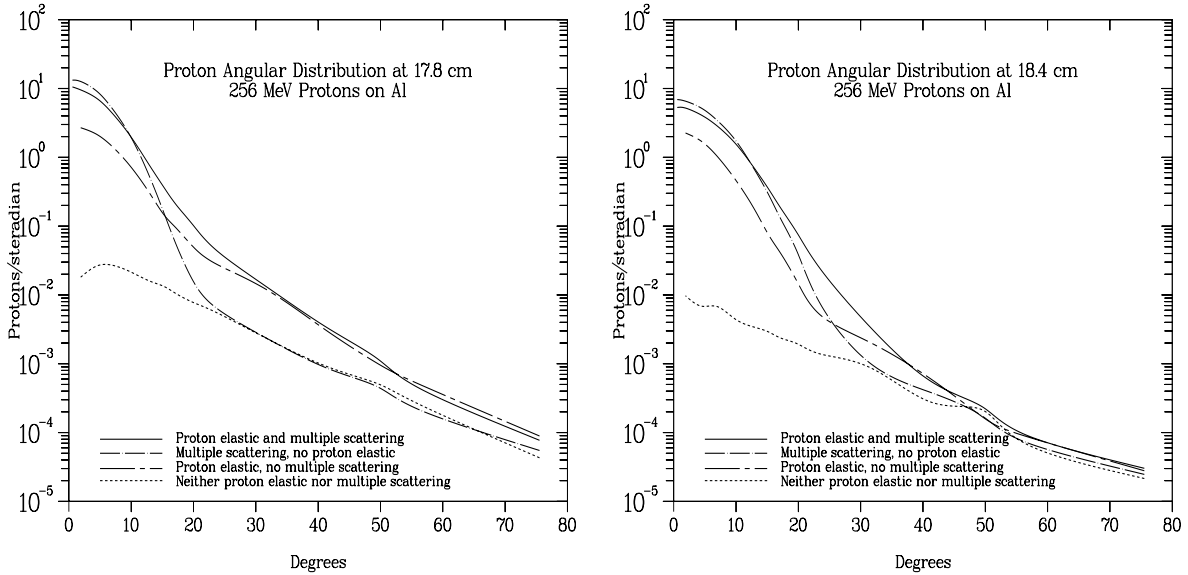 Proton Angular Distribution at 17.8 cm
256 MeV Protons on Al
Protons/steradian
10^2
10^1
10^0
10^-1
10^-2
10^-3
10^-4
10^-5
Proton elastic and multiple scattering
Multiple scattering, no proton elastic
Proton elastic, no multiple scattering
Neither proton elastic nor multiple scattering
0 10 20 30 40 50 60 70 80
Degrees
Proton Angular Distribution at 18.4 cm
256 MeV Protons on Al
Protons/steradian
10^2
10^1
10^0
10^-1
10^-2
10^-3
10^-4
10^-5
Proton elastic and multiple scattering
Multiple scattering, no proton elastic
Proton elastic, no multiple scattering
Neither proton elastic nor multiple scattering
0 10 20 30 40 50 60 70 80
Degrees